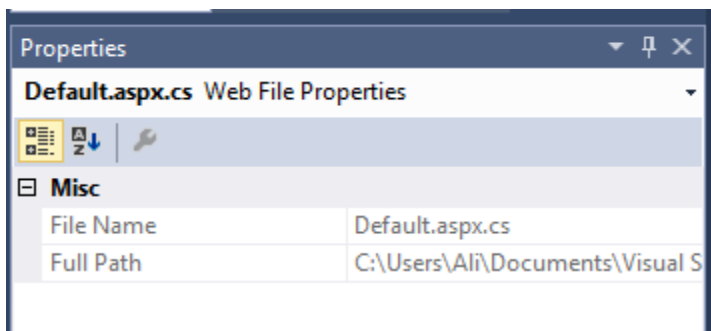 Properties
Default.aspx.cs Web File Properties
A Z
Misc
File Name Default.aspx.cs
Full Path C:\Users\Ali\Documents\Visual S